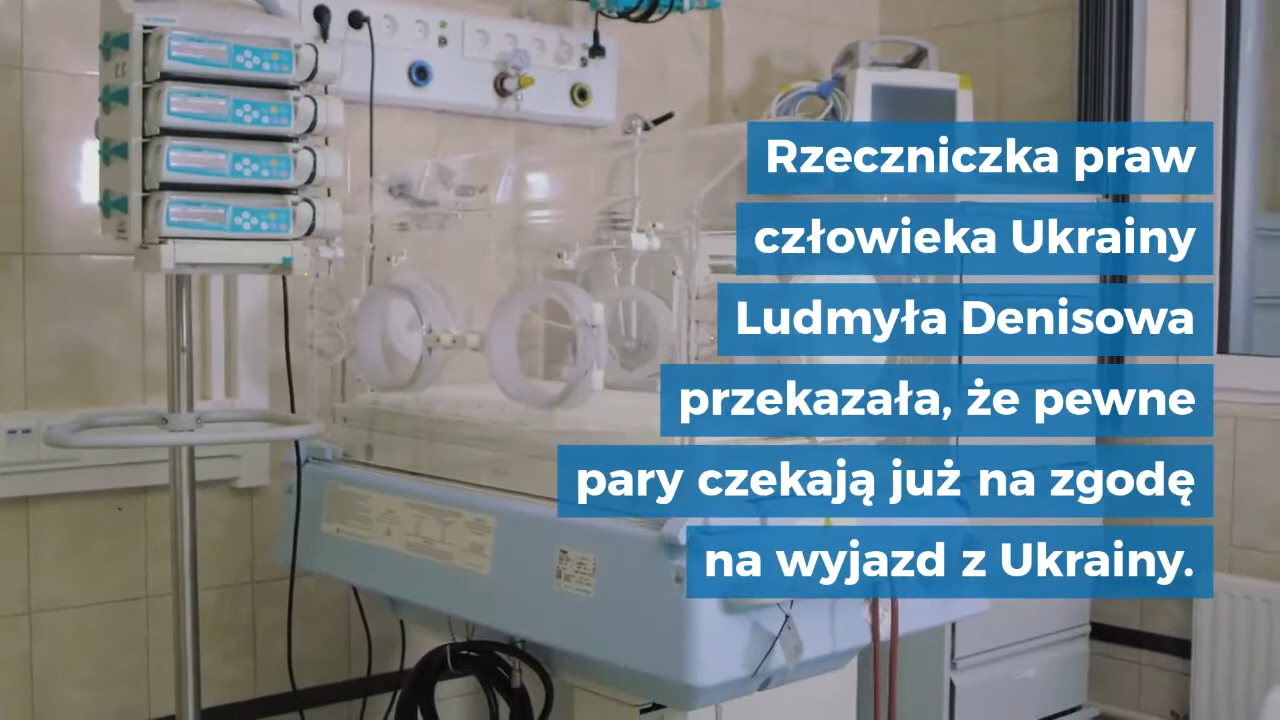 Rzeczniczka praw
człowieka Ukrainy
Ludmyła Denisowa
przekazała, że pewne
pary czekają już na zgodę
na wyjazd z Ukrainy.